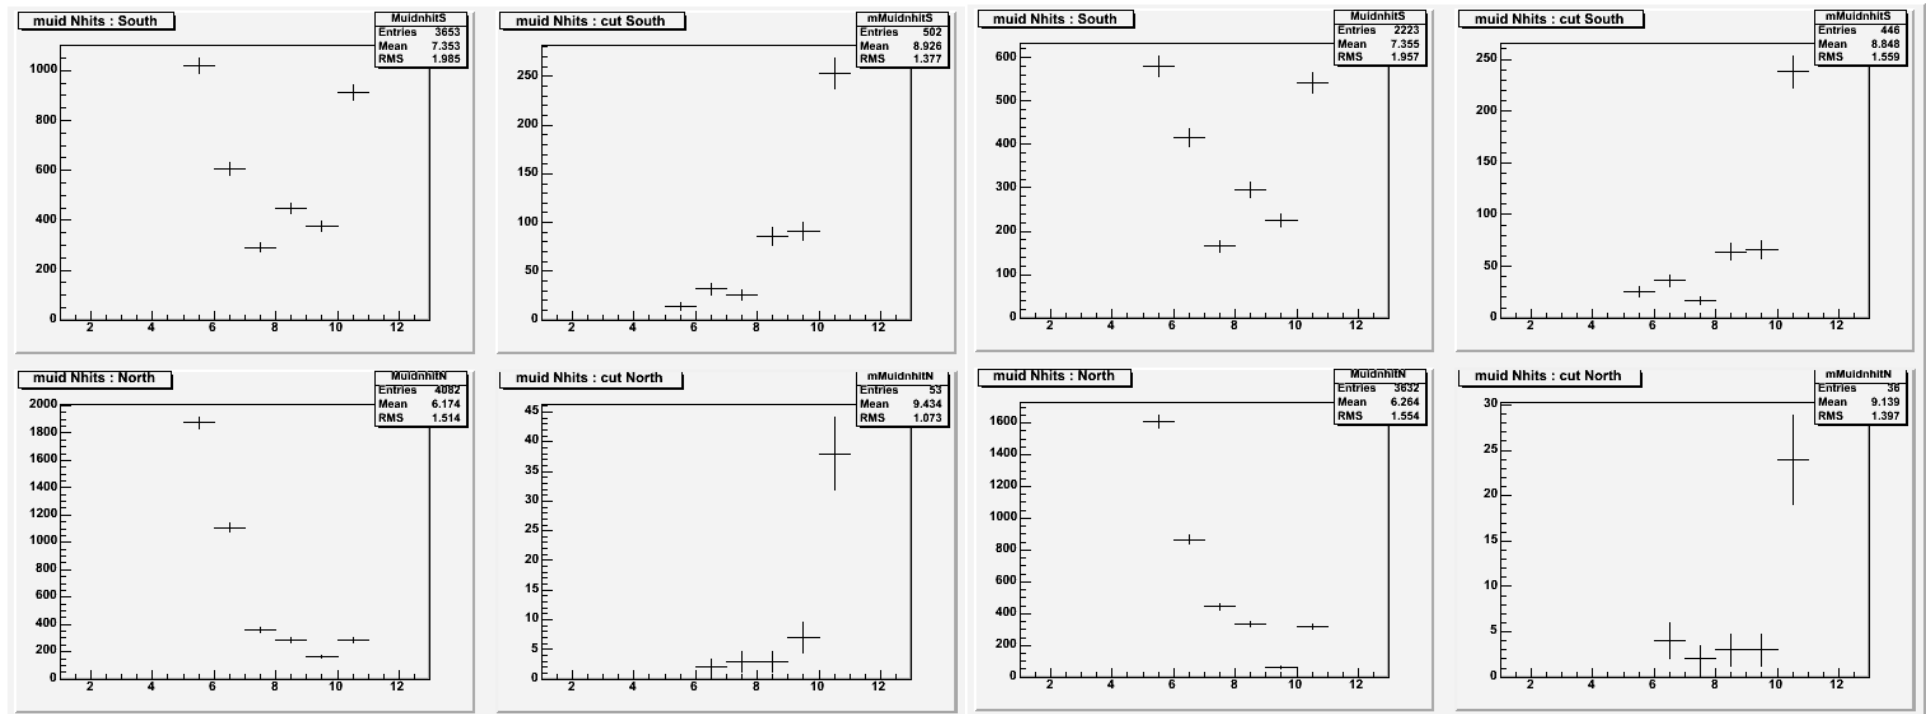 muid Nhits : South
MuidnhitS
Entries 3653
Mean 7.353
RMS 1.985
1000
800
600
400
200
0
2 4 6 8 10 12
muid Nhits : cut South
mMuidnhitS
Entries 502
Mean 8.926
RMS 1.377
250
200
150
100
50
0
2 4 6 8 10 12
muid Nhits : South
MuidnhitS
Entries 2223
Mean 7.355
RMS 1.957
600
500
400
300
200
100
0
2 4 6 8 10 12
muid Nhits : cut South
mMuidnhitS
Entries 446
Mean 8.848
RMS 1.559
250
200
150
100
50
0
2 4 6 8 10 12
muid Nhits : North
MuidnhitN
Entries 4082
Mean 6.174
RMS 1.514
2000
1800
1600
1400
1200
1000
800
600
400
200
0
2 4 6 8 10 12
muid Nhits : cut North
mMuidnhitN
Entries 53
Mean 9.434
RMS 1.073
45
40
35
30
25
20
15
10
5
0
2 4 6 8 10 12
muid Nhits : North
MuidnhitN
Entries 3632
Mean 6.264
RMS 1.554
1600
1400
1200
1000
800
600
400
200
0
2 4 6 8 10 12
muid Nhits : cut North
mMuidnhitN
Entries 36
Mean 9.139
RMS 1.397
30
25
20
15
10
5
0
2 4 6 8 10 12